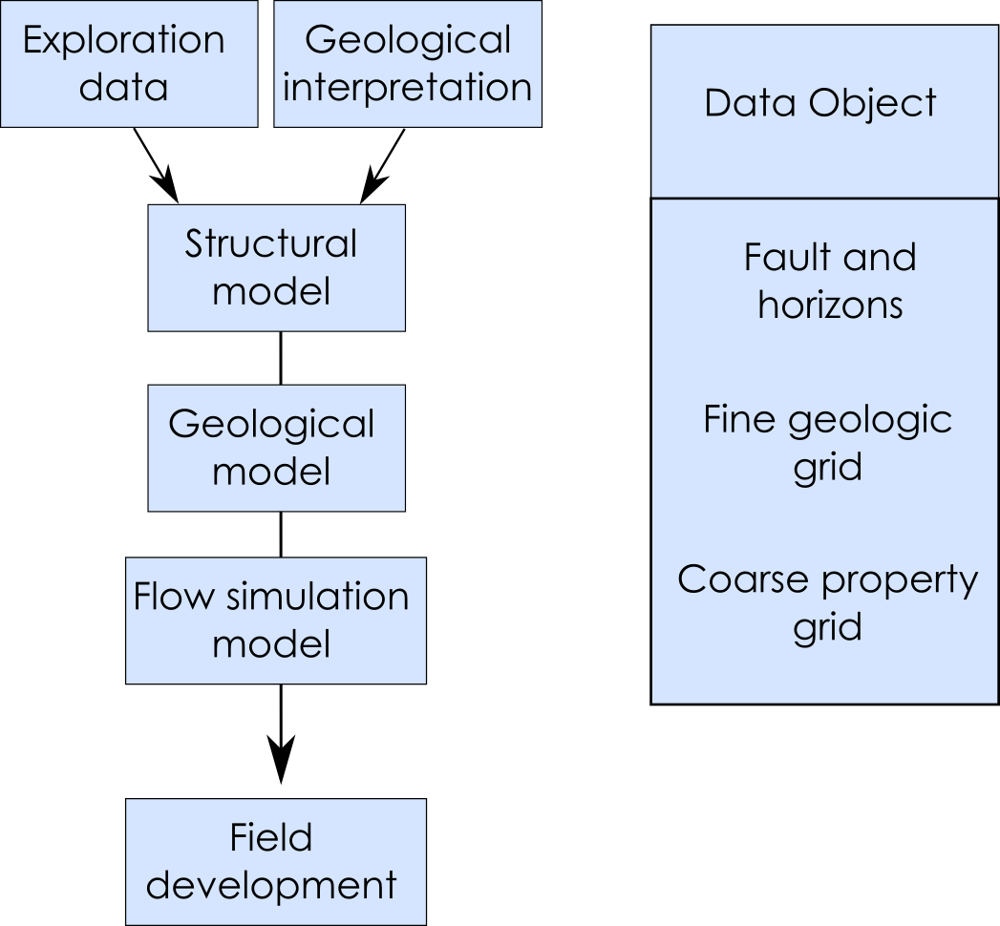 Exploration
data
Geological
interpretation
Structural
model
Geological
model
Flow simulation
model
Field
development
Data Object
Fault and
horizons
Fine geologic
grid
Coarse property
grid